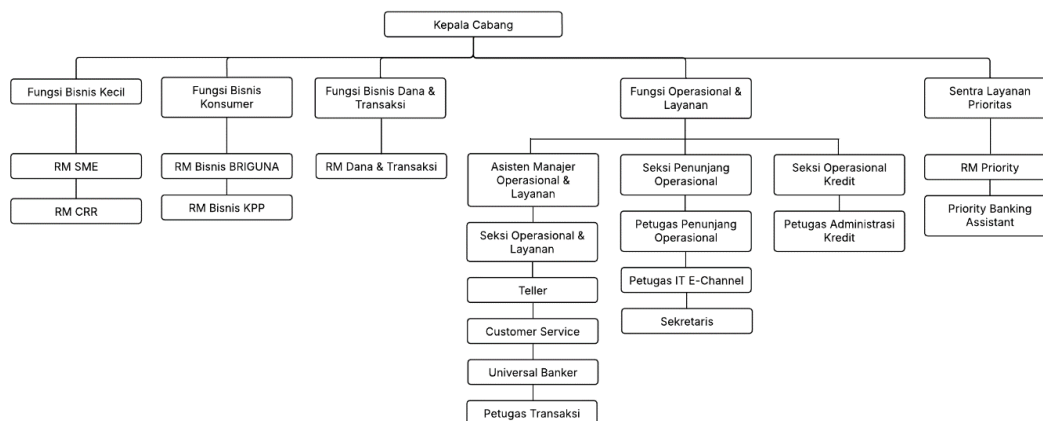 Kepala Cabang
Fungsi Bisnis Kecil
Fungsi Bisnis
Konsumer
Fungsi Bisnis Dana &
Transaksi
Fungsi Operasional &
Layanan
Sentra Layanan
Prioritas
RM SME
RM CRR
RM Bisnis BRIGUNA
RM Bisnis KPP
RM Dana & Transaksi
Asisten Manajer
Operasional &
Layanan
Seksi Operasional &
Layanan
Teller
Customer Service
Universal Banker
Petugas Transaksi
Seksi Penunjang
Operasional
Petugas Penunjang
Operasional
Petugas IT E-Channel
Sekretaris
Seksi Operasional
Kredit
Petugas Administrasi
Kredit
RM Priority
Priority Banking
Assistant